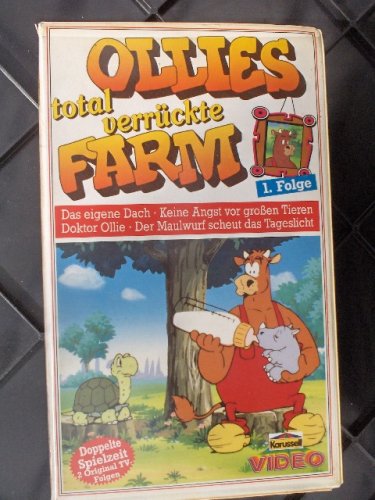 OLLIES
total
verrückte
FARM
1. Folge
Das eigene Dach · Keine Angst vor großen Tieren
Doktor Ollie · Der Maulwurf scheut das Tageslicht
Doppelte
Spielzeit
2 Original TV-
Folgen
Karussell
VIDEO